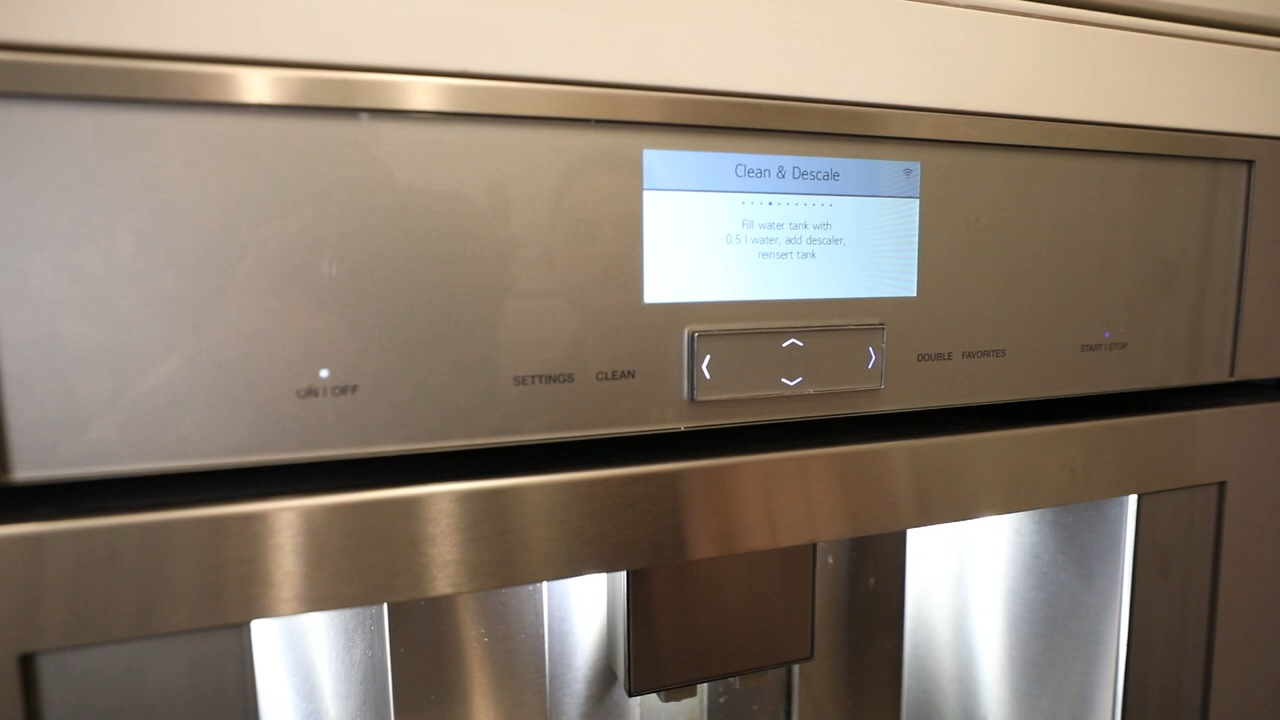 Clean & Descale
Fill water tank with
0.5 l water, add descaler,
reinsert tank
ON | OFF
SETTINGS CLEAN
DOUBLE FAVORITES
START | STOP